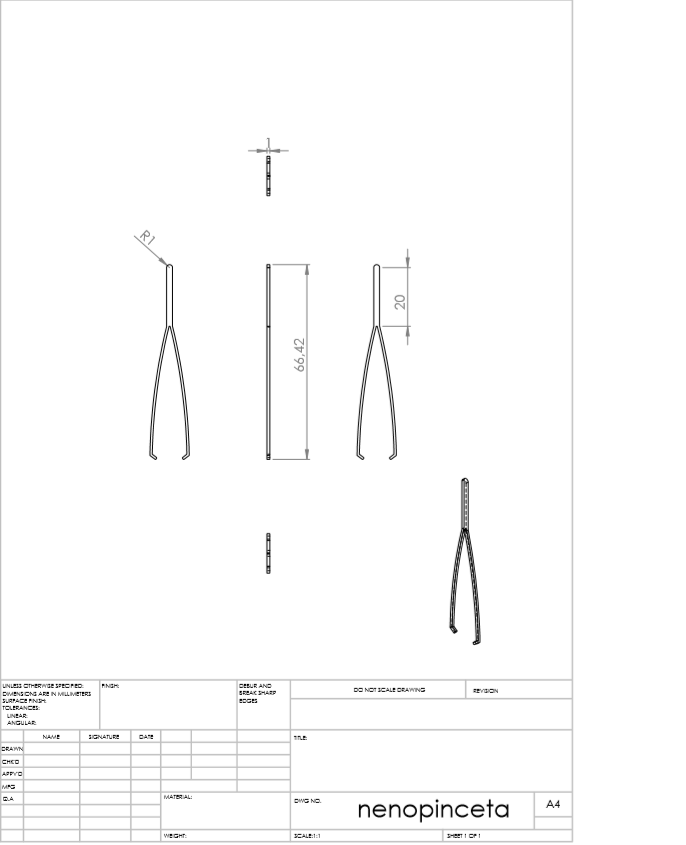 1
R1
20
66,42
UNLESS OTHERWISE SPECIFIED:
DIMENSIONS ARE IN MILLIMETERS
SURFACE FINISH:
TOLERANCES:
LINEAR:
ANGULAR:
FINISH:
DEBUR AND
BREAK SHARP
EDGES
DO NOT SCALE DRAWING
REVISION
NAME
SIGNATURE
DATE
TITLE:
DRAWN
CHK'D
APPV'D
MFG
Q.A
MATERIAL:
DWG NO.
nenopinceta
A4
WEIGHT:
SCALE:1:1
SHEET 1 OF 1